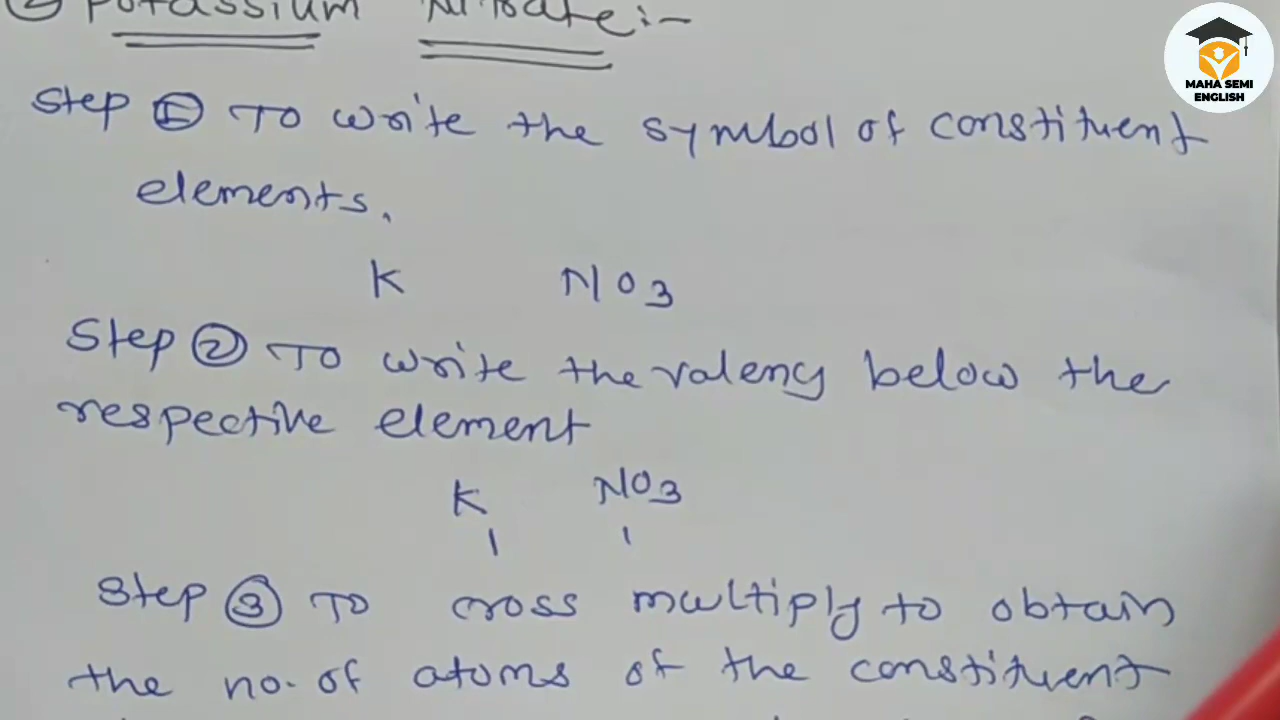 ② Potassium Nitrate:-
MAHA SEMI
ENGLISH
Step ① To write the symbol of constituent
elements.
K NO3
Step ② To write the valency below the
respective element
K NO3
1 1
Step ③ To cross multiply to obtain
the no. of atoms of the constituent